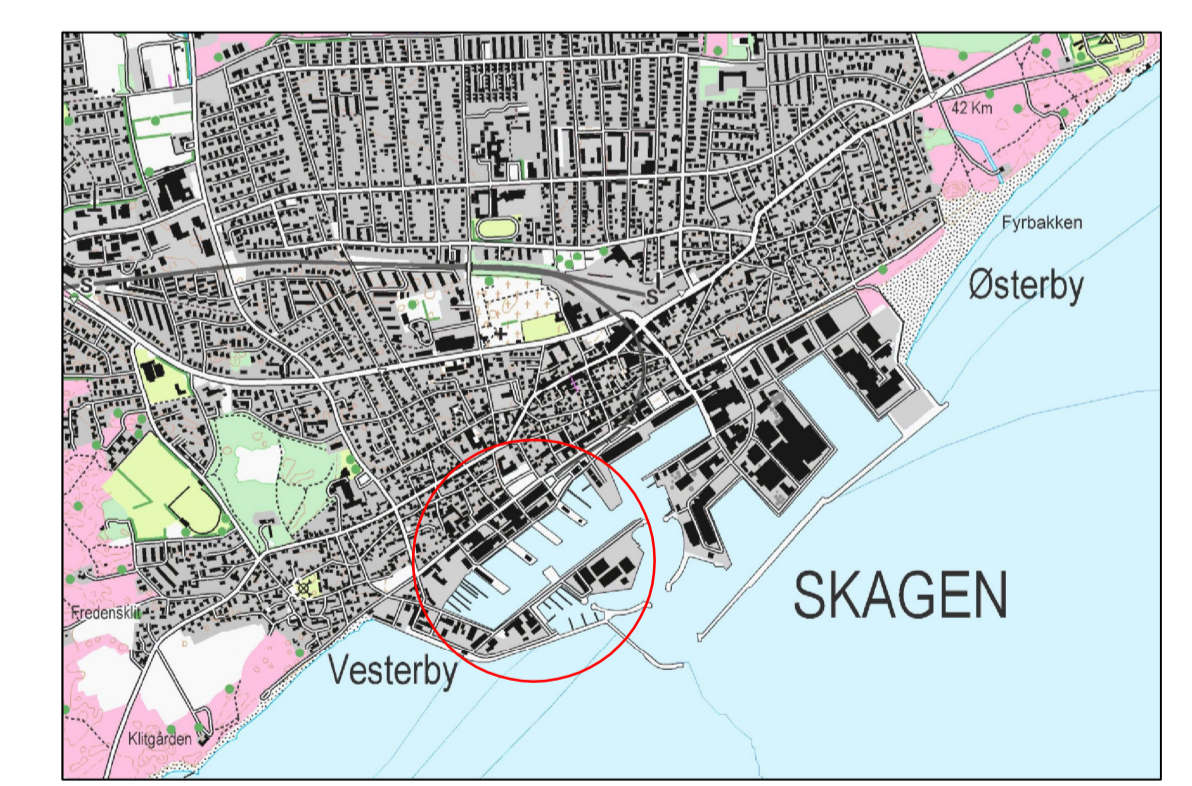 42 Km
Fyrbakken
Østerby
S
S
SKAGEN
Fredensklit
Vesterby
Klitgården